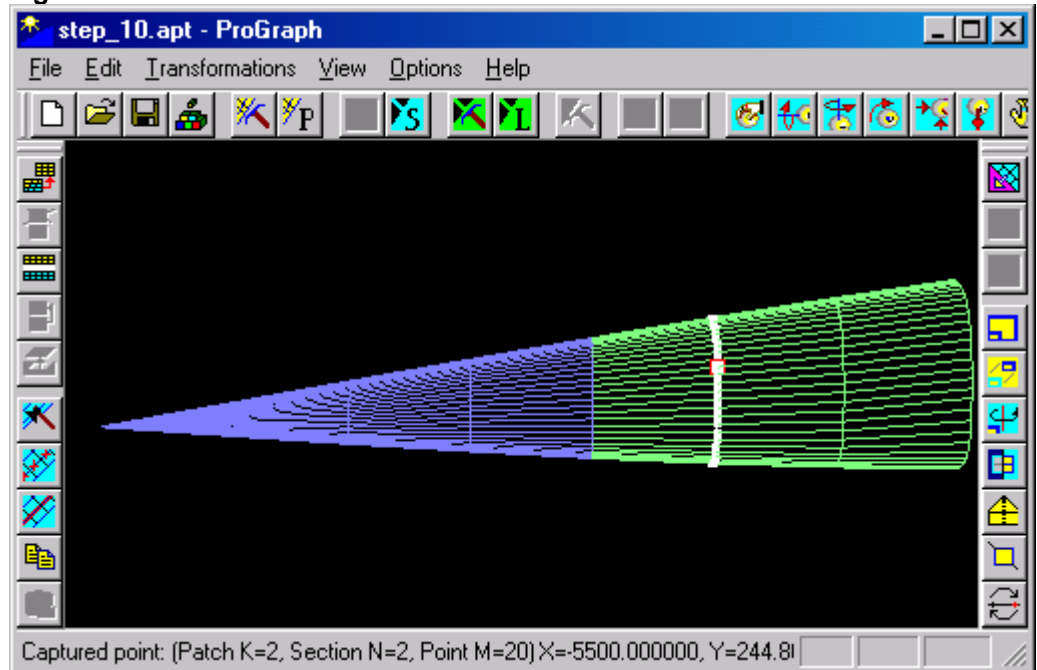 step_10.apt - ProGraph
File Edit Transformations View Options Help
P S L
Captured point: (Patch K=2, Section N=2, Point M=20) X=-5500.000000, Y=244.8